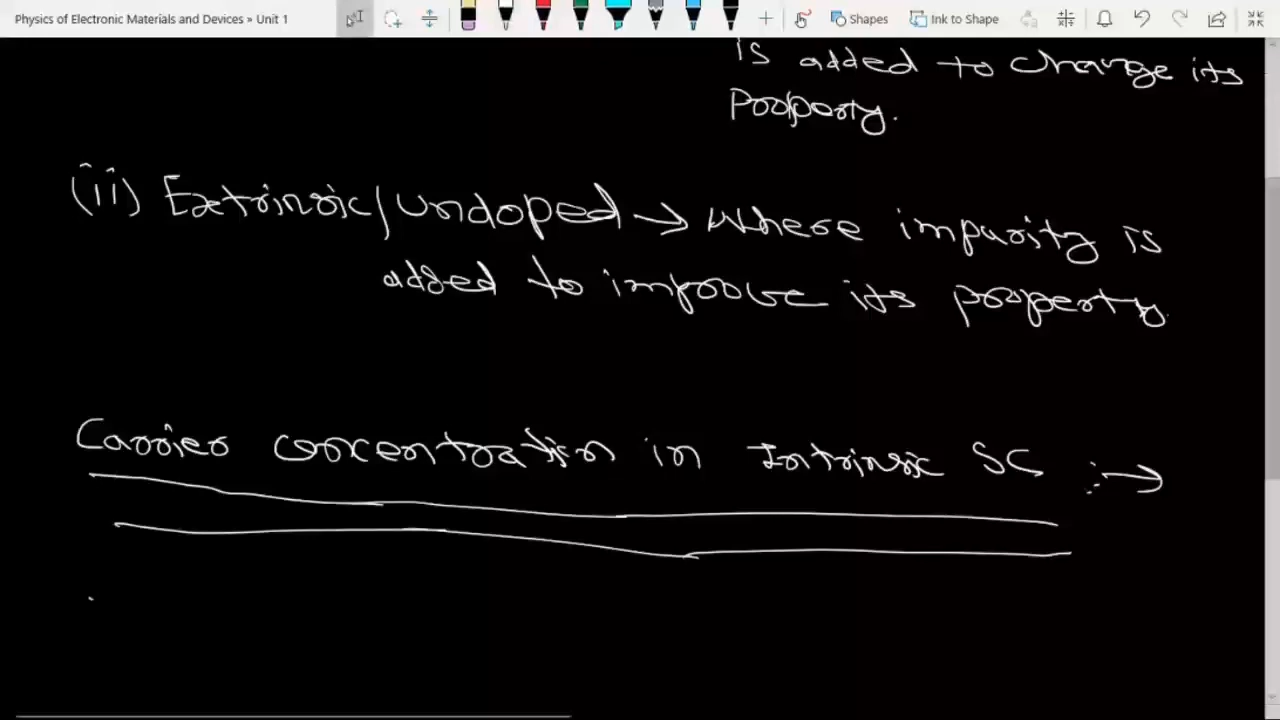 Physics of Electronic Materials and Devices » Unit 1
Shapes
Ink to Shape
is added to change its
Property.
(ii) Extrinsic/undoped → Where impurity is
added to improve its property.
Carrier concentration in Intrinsic SC :→